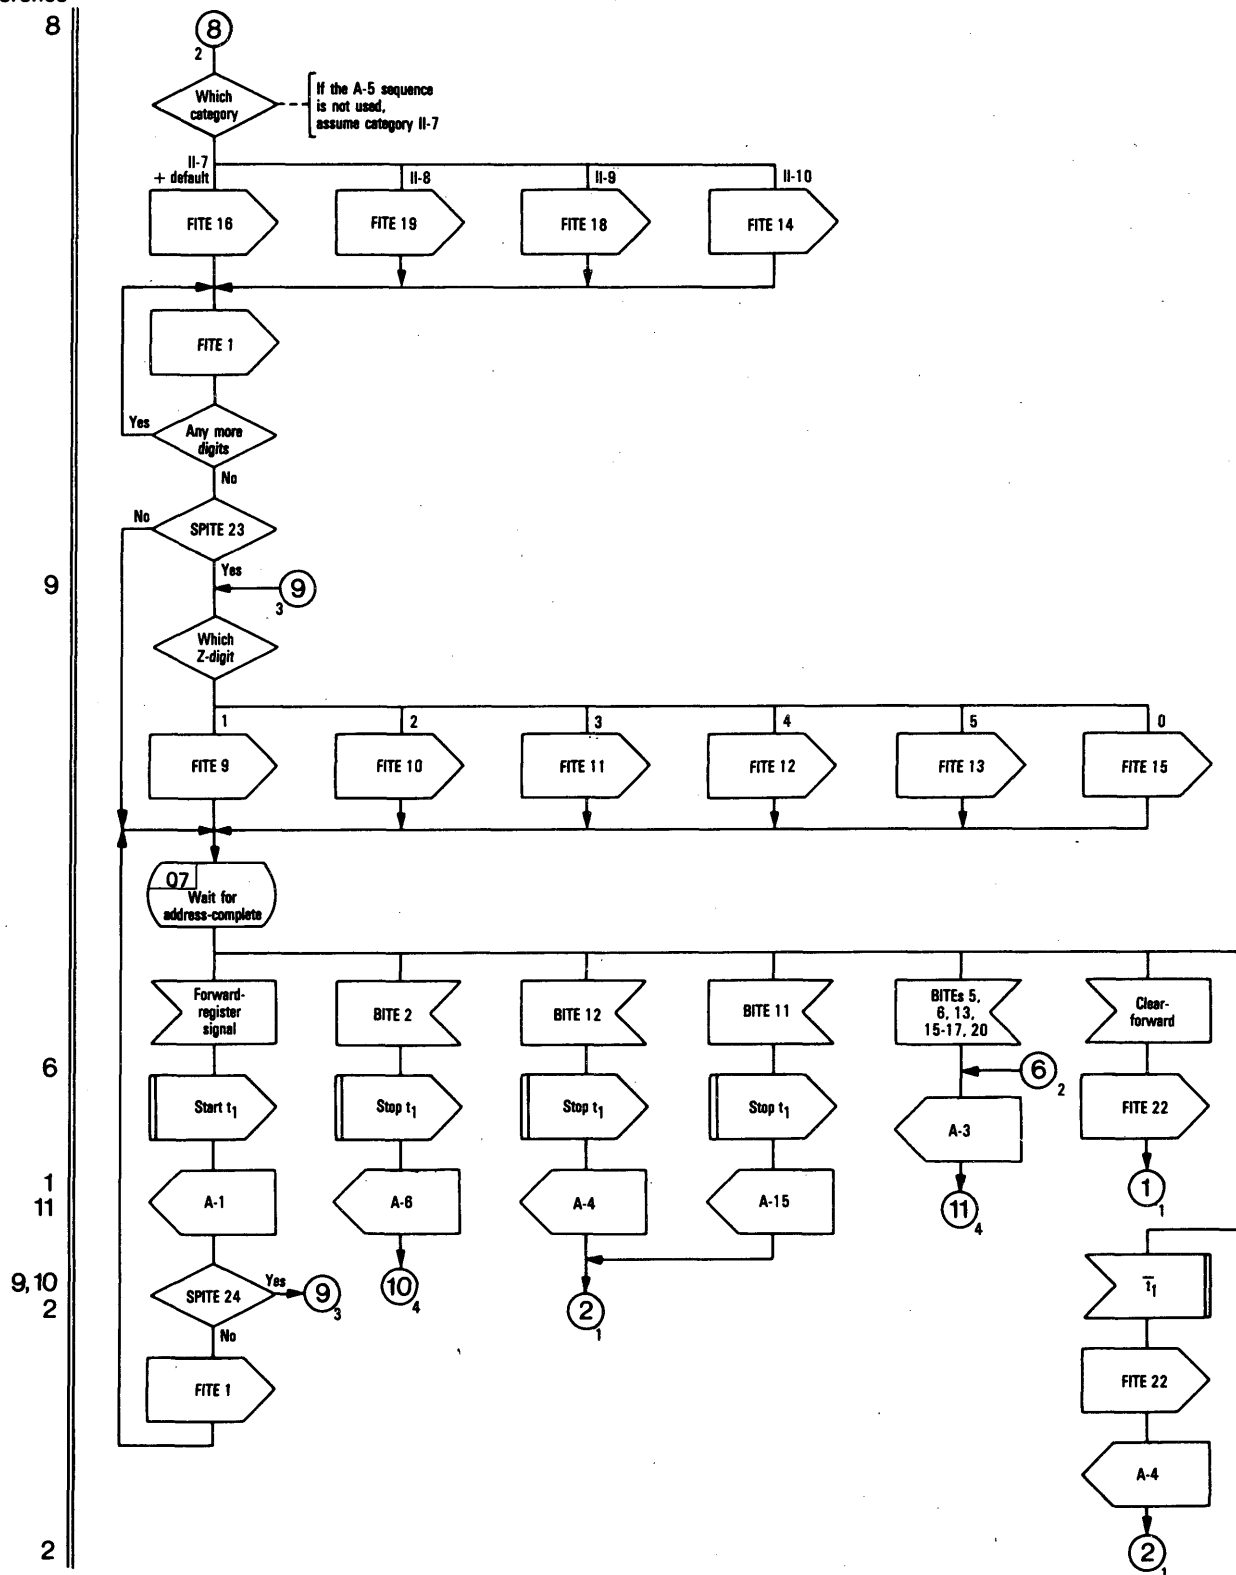 8
8
2
Which
category
If the A-5 sequence
is not used,
assume category II-7
II-7
+ default
II-8
II-9
II-10
FITE 16
FITE 19
FITE 18
FITE 14
FITE 1
Yes
Any more
digits
No
No
SPITE 23
Yes
9
9
3
Which
Z-digit
1
2
3
4
5
0
FITE 9
FITE 10
FITE 11
FITE 12
FITE 13
FITE 15
07
Wait for
address-complete
Forward-
register
signal
BITE 2
BITE 12
BITE 11
BITEs 5,
6, 13,
15-17, 20
Clear-
forward
6
6
2
Start t1
Stop t1
Stop t1
Stop t1
A-3
FITE 22
1
11
A-1
A-6
A-4
A-15
11
4
1
1
9, 10
2
SPITE 24
Yes
9
3
10
4
2
1
t̅1
No
FITE 1
FITE 22
A-4
2
2
1